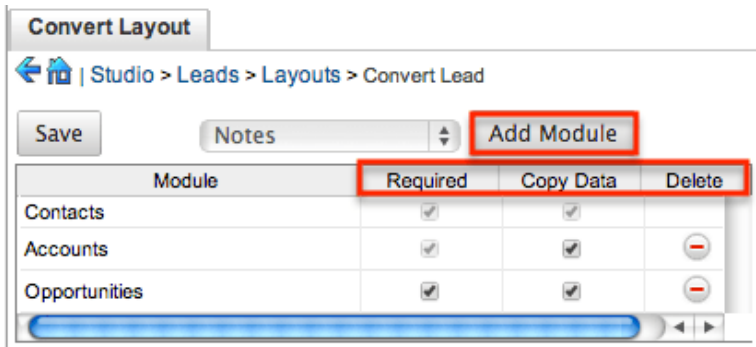 Convert Layout
| Studio > Leads > Layouts > Convert Lead
Save Notes Add Module
Module Required Copy Data Delete
Contacts
Accounts
Opportunities